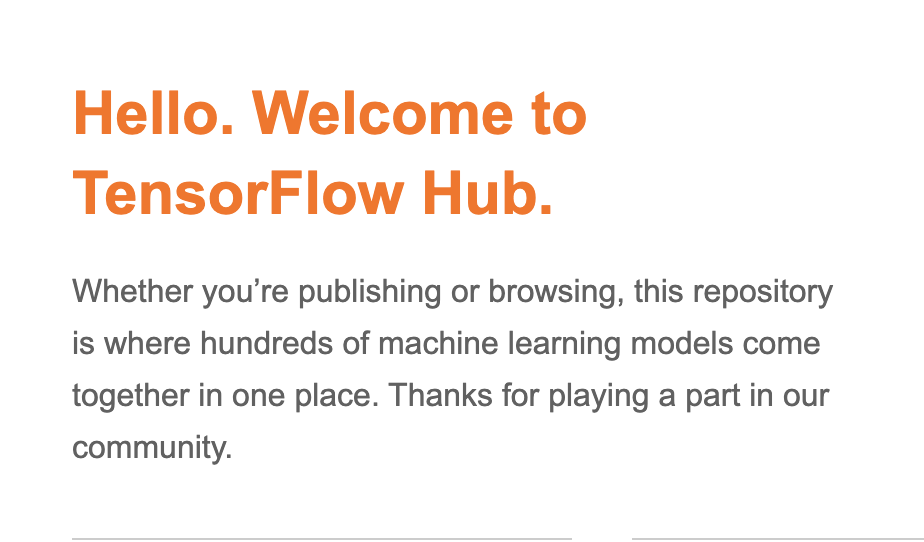 Hello. Welcome to
TensorFlow Hub.
Whether you’re publishing or browsing, this repository
is where hundreds of machine learning models come
together in one place. Thanks for playing a part in our
community.